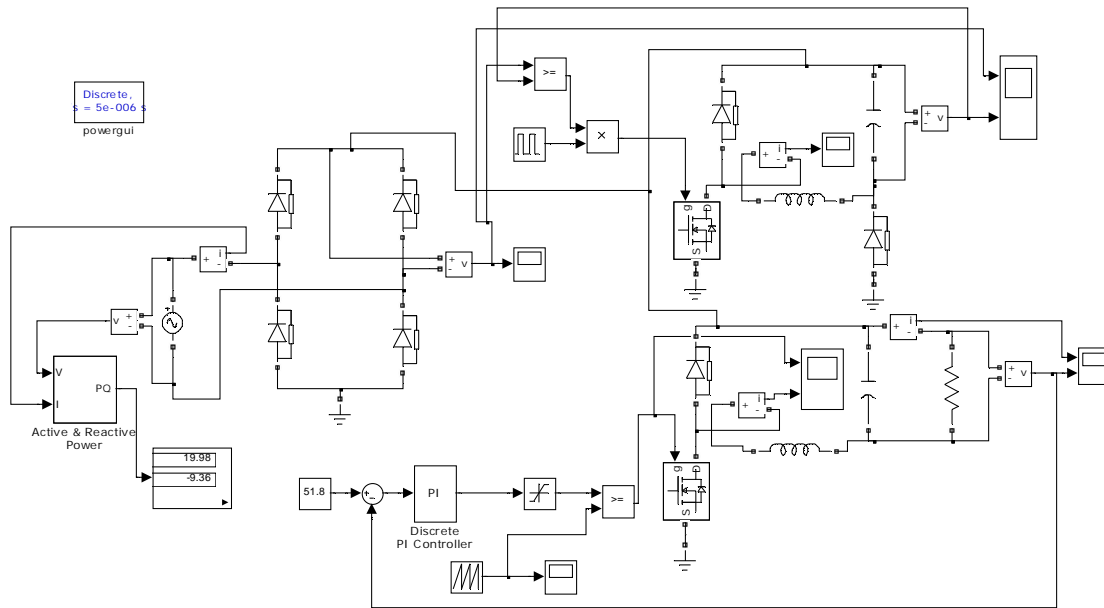 Discrete,
s = 5e-006 s
powergui
>=
×
+
-
v
g
D
S
+
-
i
+
-
v
+
-
i
+
-
v
+
V
I
PQ
Active & Reactive
Power
19.98
-9.36
51.8
+
-
PI
Discrete
PI Controller
>=
g
D
S
+
-
i
+
-
i
+
-
v